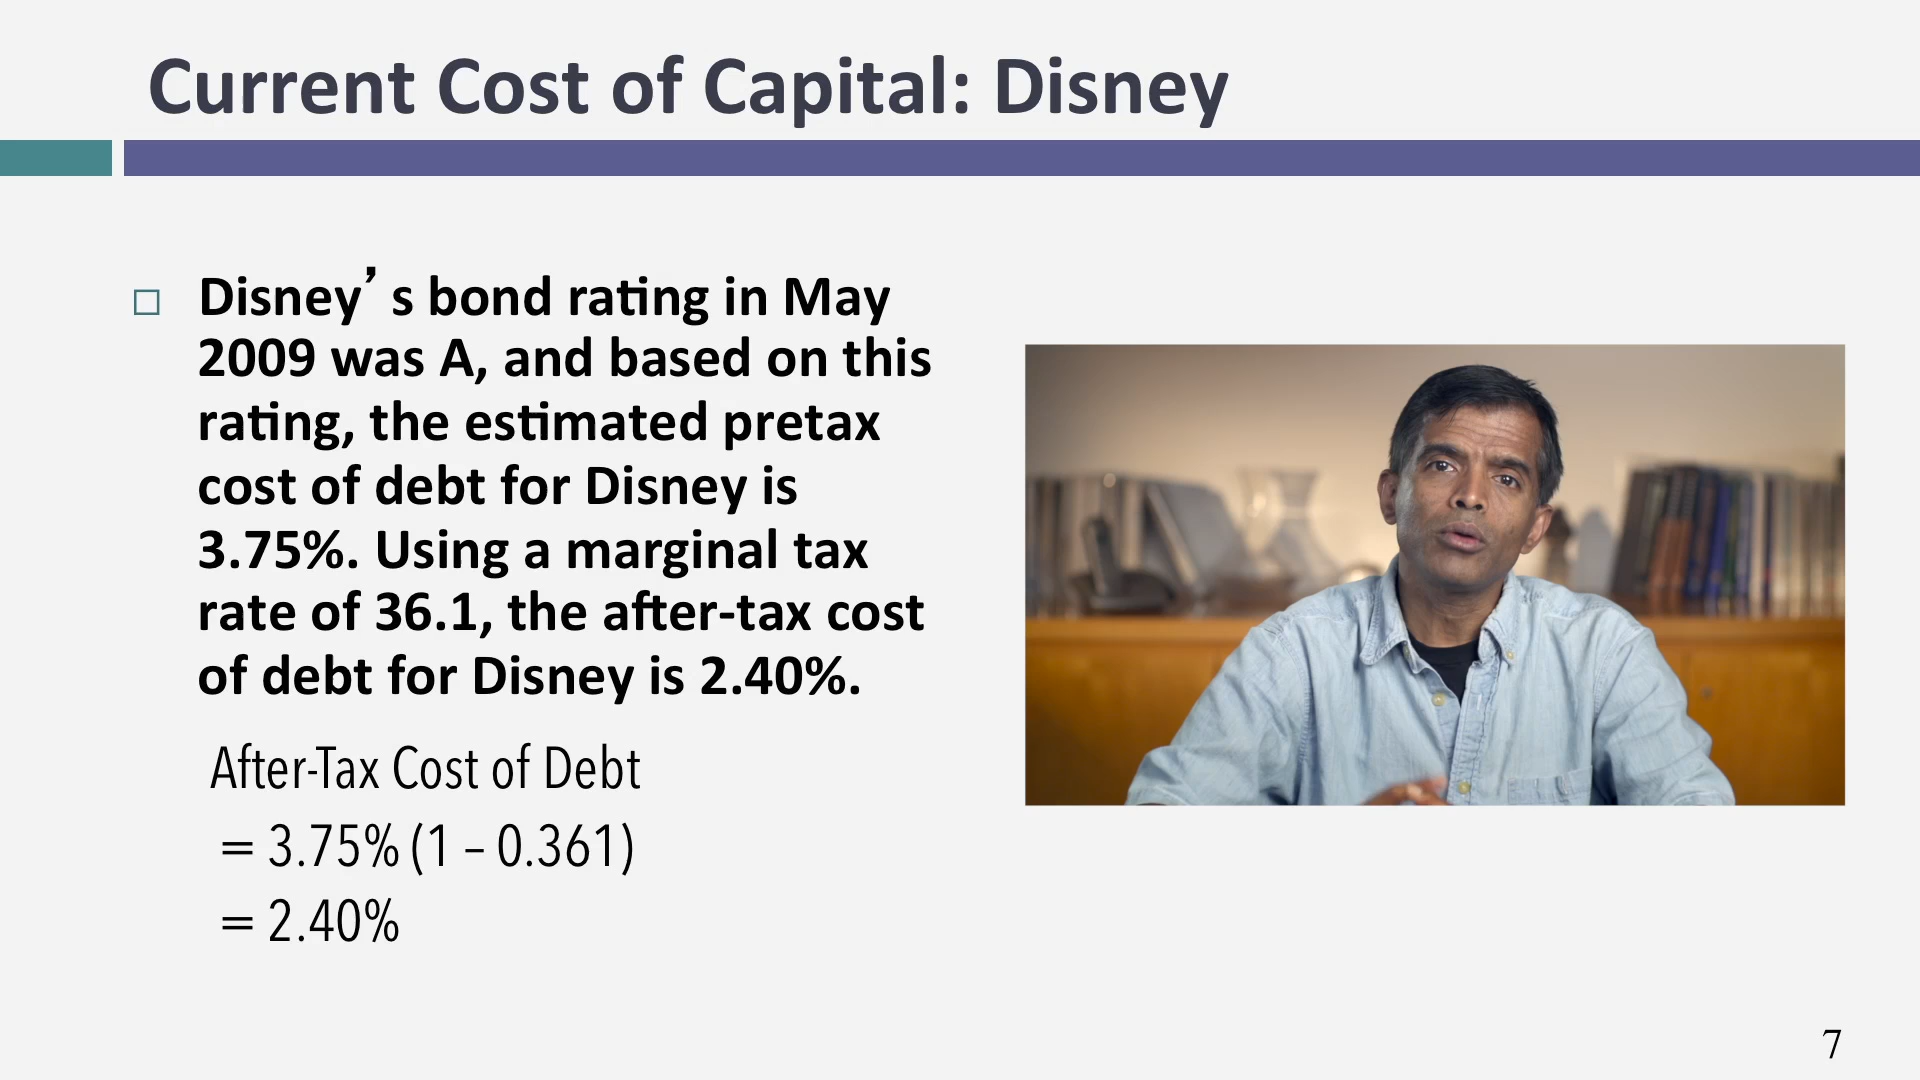 Current Cost of Capital: Disney
Disney’s bond rating in May
2009 was A, and based on this
rating, the estimated pretax
cost of debt for Disney is
3.75%. Using a marginal tax
rate of 36.1, the after-tax cost
of debt for Disney is 2.40%.
After-Tax Cost of Debt
= 3.75% (1 – 0.361)
= 2.40%
7